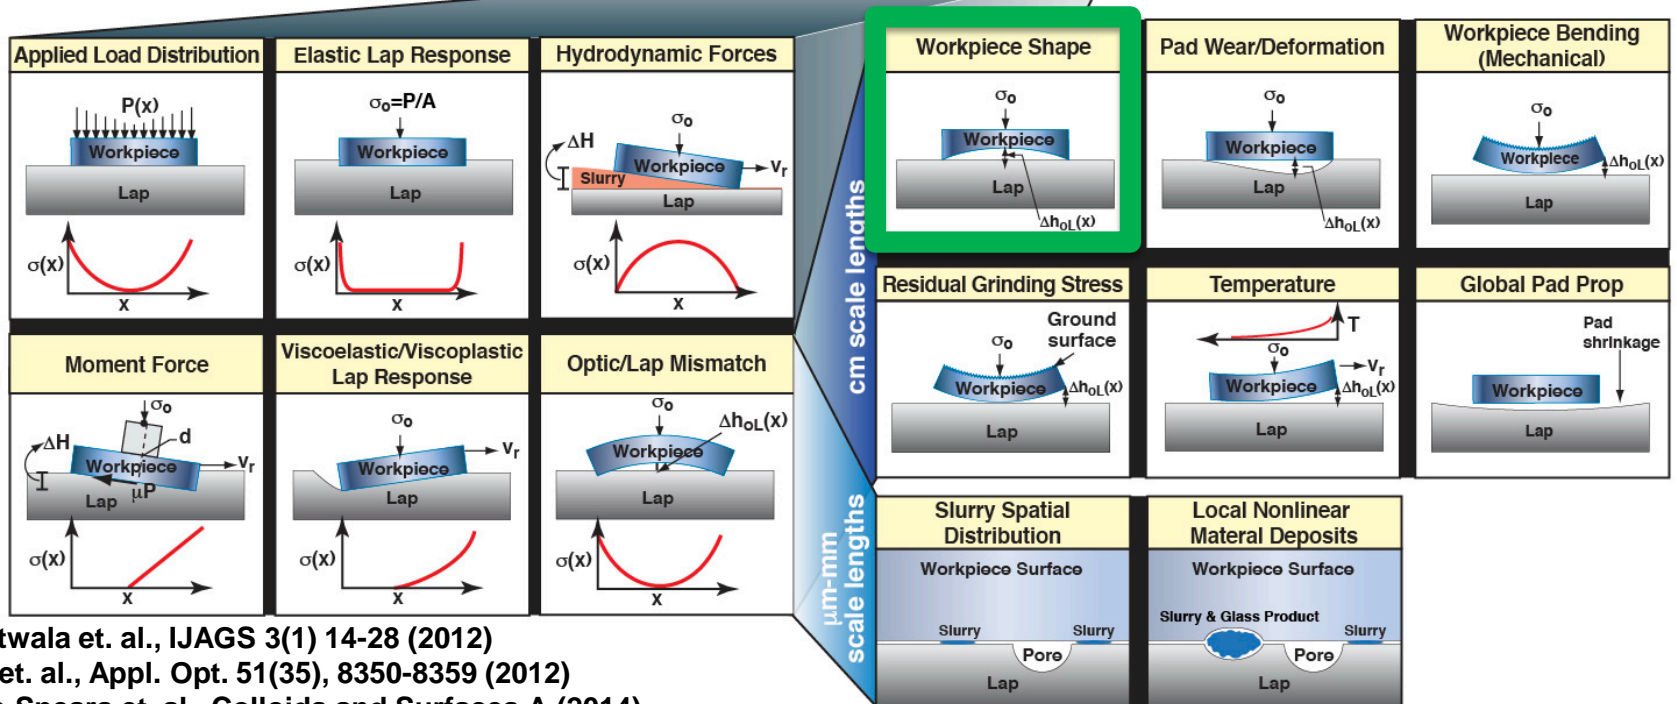 Applied Load Distribution
P(x)
Workpiece
Lap
σ(x)
x
Elastic Lap Response
σo=P/A
Workpiece
Lap
σ(x)
x
Hydrodynamic Forces
σo
ΔH
Workpiece
vr
Slurry
Lap
σ(x)
x
Moment Force
σo
d
ΔH
Workpiece
vr
μP
Lap
σ(x)
x
Viscoelastic/Viscoplastic
Lap Response
σo
vr
Workpiece
Lap
σ(x)
x
Optic/Lap Mismatch
σo
ΔhoL(x)
Workpiece
Lap
σ(x)
x
cm scale lengths
Workpiece Shape
σo
Workpiece
Lap
ΔhoL(x)
Pad Wear/Deformation
σo
Workpiece
Lap
ΔhoL(x)
Workpiece Bending
(Mechanical)
σo
Workpiece
ΔhoL(x)
Lap
Residual Grinding Stress
Ground
surface
σo
Workpiece
ΔhoL(x)
Lap
Temperature
T
σo
vr
Workpiece
ΔhoL(x)
Lap
Global Pad Prop
Pad
shrinkage
Workpiece
Lap
μm-mm
scale lengths
Slurry Spatial
Distribution
Workpiece Surface
Slurry
Slurry
Pore
Lap
Local Nonlinear
Materal Deposits
Workpiece Surface
Slurry & Glass Product
Slurry
Pore
Lap
twala et. al., IJAGS 3(1) 14-28 (2012)
et. al., Appl. Opt. 51(35), 8350-8359 (2012)
et. al., Colloids and Surfaces A (2014)